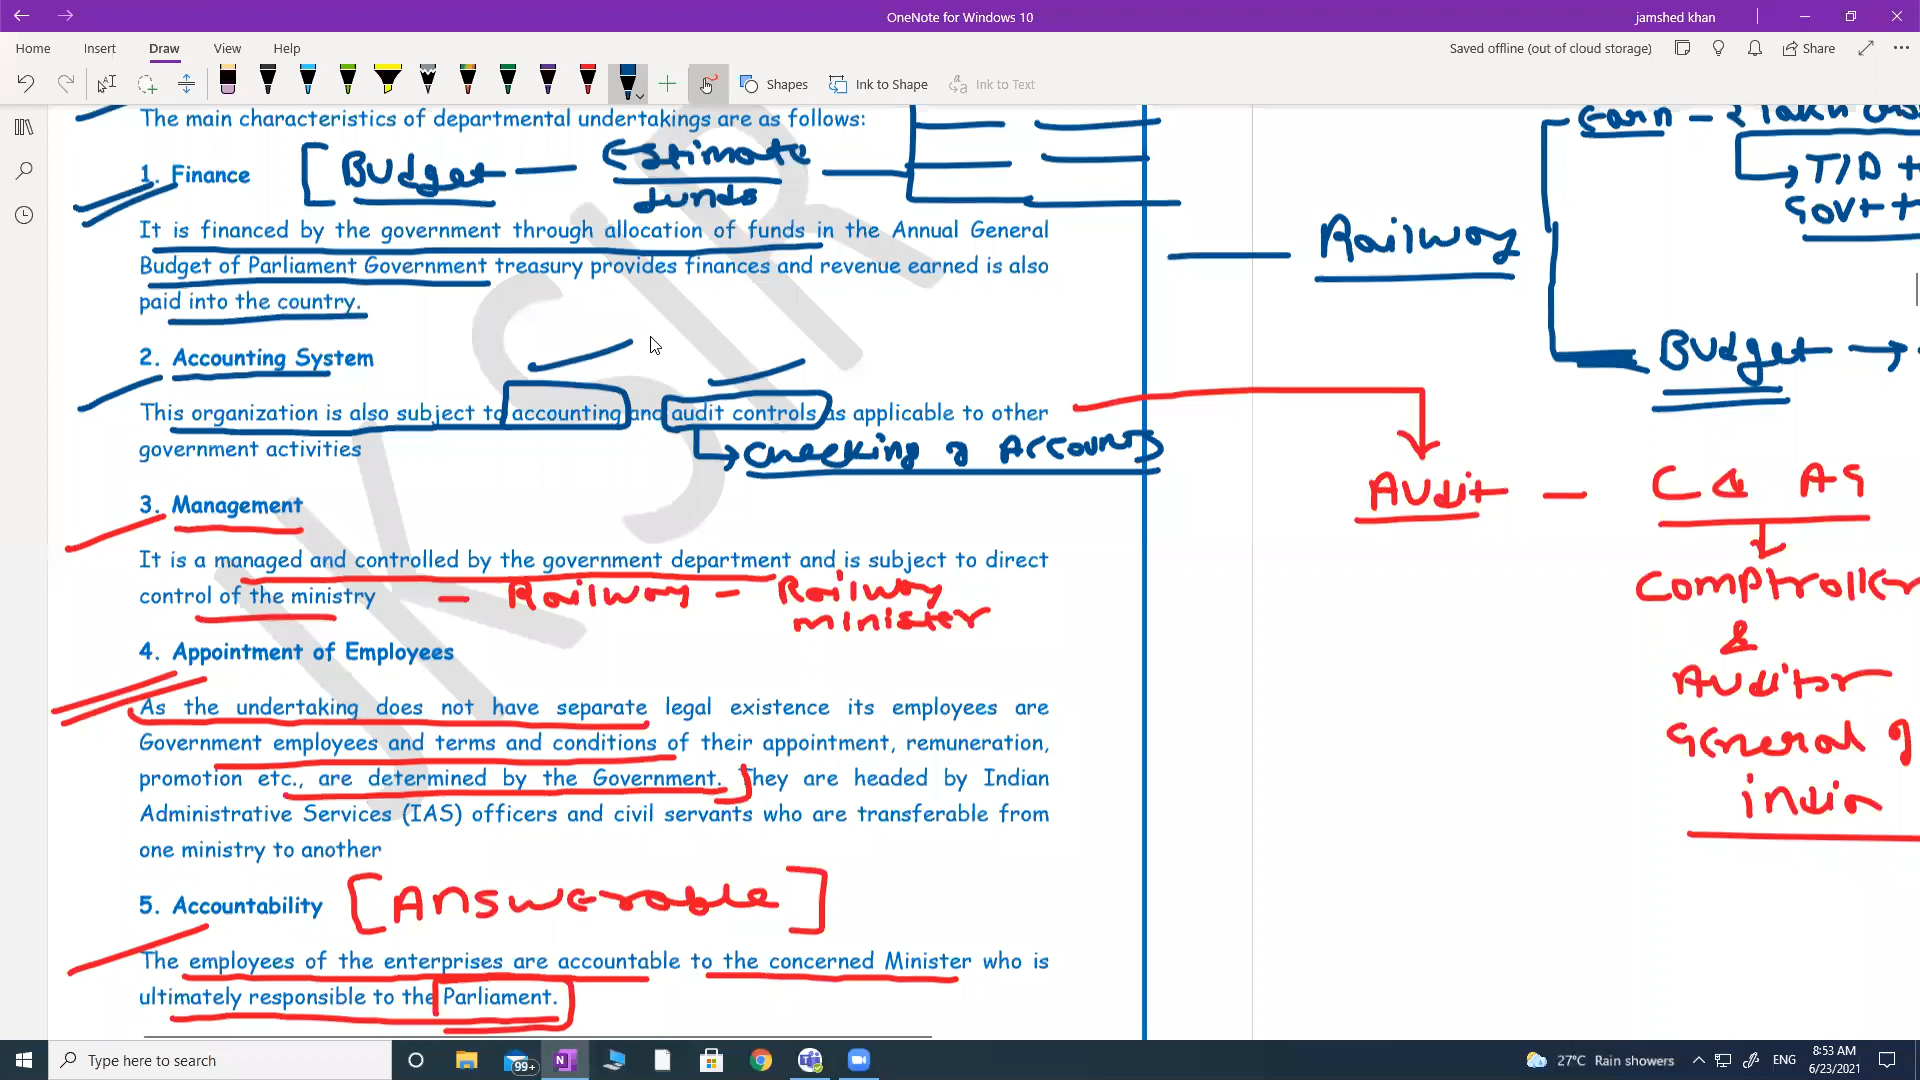 OneNote for Windows 10
jamshed khan
Home Insert Draw View Help
Saved offline (out of cloud storage)
Share
Shapes
Ink to Shape
Ink to Text
The main characteristics of departmental undertakings are as follows:
1. Finance
[ Budget — Estimate
funds
It is financed by the government through allocation of funds in the Annual General
Budget of Parliament Government treasury provides finances and revenue earned is also
paid into the country.
2. Accounting System
This organization is also subject to accounting and audit controls as applicable to other
government activities
Checking of Accounts
3. Management
It is a managed and controlled by the government department and is subject to direct
control of the ministry
– Railway – Railway
minister
4. Appointment of Employees
As the undertaking does not have separate legal existence its employees are
Government employees and terms and conditions of their appointment, remuneration,
promotion etc., are determined by the Government. They are headed by Indian
Administrative Services (IAS) officers and civil servants who are transferable from
one ministry to another
5. Accountability
[Answerable]
The employees of the enterprises are accountable to the concerned Minister who is
ultimately responsible to the Parliament.
IKSIR
Earn –
T/D +
Govt +
Railway
Budget →
Audit – C & AG
Comptroller
&
Auditor
General of
india
Type here to search
99+
27°C Rain showers
ENG
8:53 AM
6/23/2021